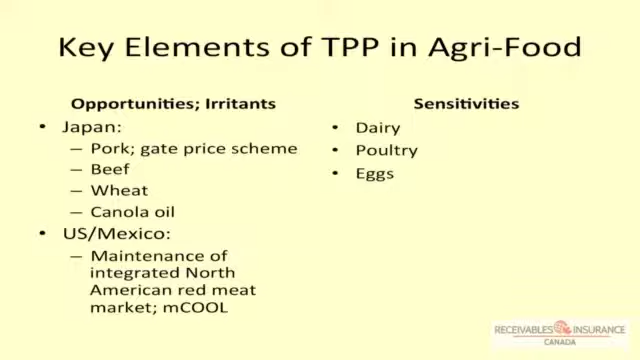 Key Elements of TPP in Agri-Food
Opportunities; Irritants
• Japan:
– Pork; gate price scheme
– Beef
– Wheat
– Canola oil
• US/Mexico:
– Maintenance of
integrated North
American red meat
market; mCOOL
Sensitivities
• Dairy
• Poultry
• Eggs
RECEIVABLES INSURANCE
CANADA